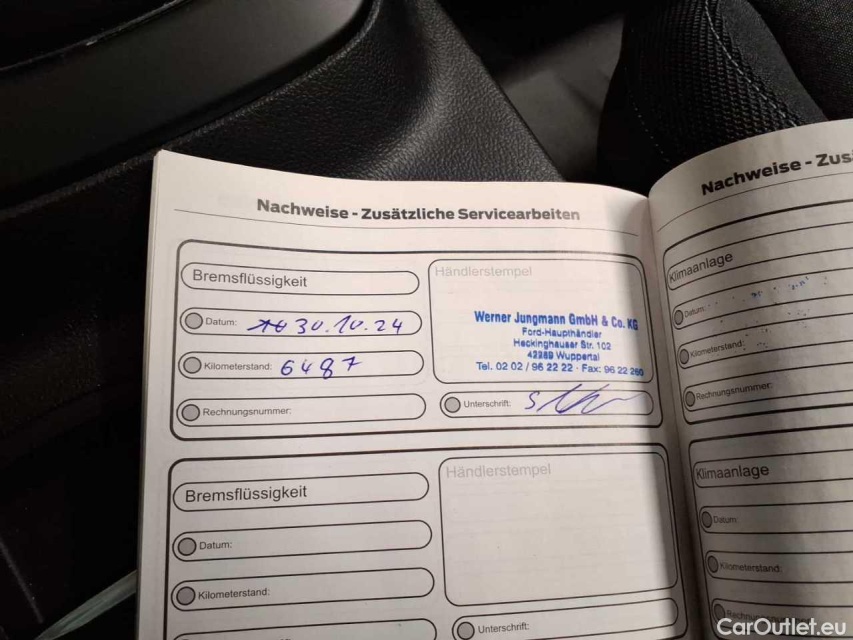 Nachweise - Zusätzliche Servicearbeiten
Bremsflüssigkeit
Datum: 30.10.24
Kilometerstand: 6487
Rechnungsnummer:
Händlerstempel
Werner Jungmann GmbH & Co. KG
Ford-Haupthändler
Heckinghauser Str. 102
42289 Wuppertal
Tel. 02 02 / 96 22 22 · Fax: 96 22 260
Unterschrift:
Bremsflüssigkeit
Datum:
Kilometerstand:
Händlerstempel
Unterschrift:
Nachweise - Zus
Klimaanlage
Datum:
Kilometerstand:
Rechnungsnummer:
Klimaanlage
Datum:
Kilometerstand:
CarOutlet.eu